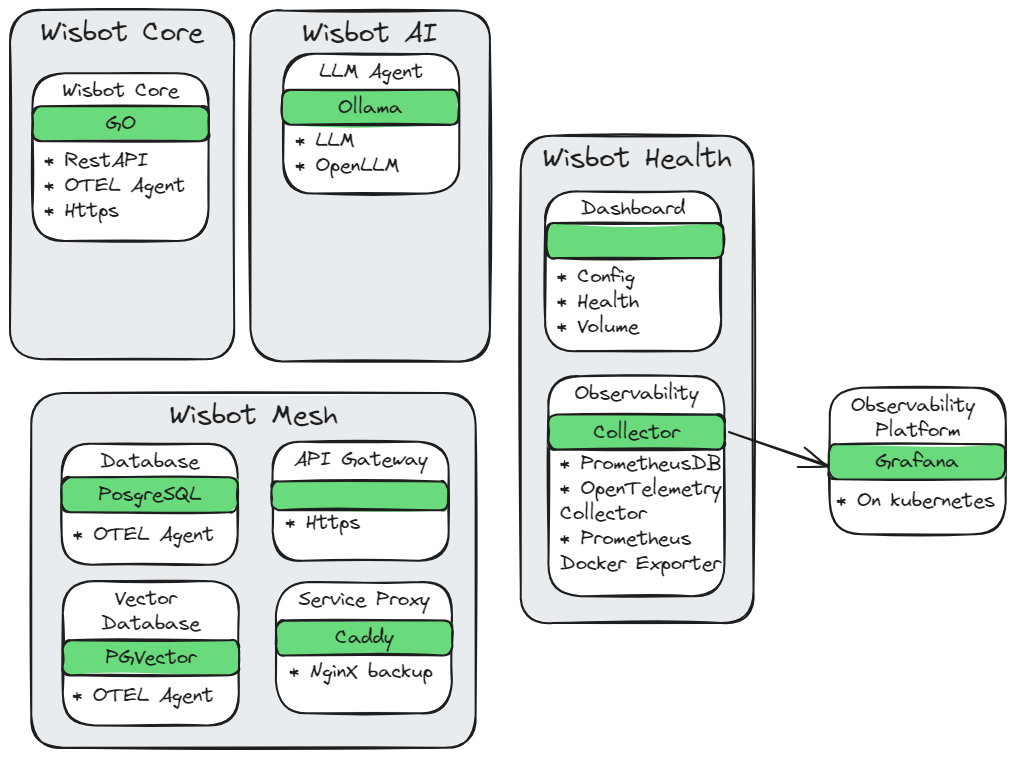 Wisbot Core
Wisbot Core
GO
* RestAPI
* OTEL Agent
* Https
Wisbot AI
LLM Agent
Ollama
* LLM
* OpenLLM
Wisbot Health
Dashboard
* Config
* Health
* Volume
Observability
Collector
* PrometheusDB
* OpenTelemetry
Collector
* Prometheus
Docker Exporter
Observability
Platform
Grafana
* On kubernetes
Wisbot Mesh
Database
PosgreSQL
* OTEL Agent
API Gateway
* Https
Vector
Database
PGVector
* OTEL Agent
Service Proxy
Caddy
* NginX backup